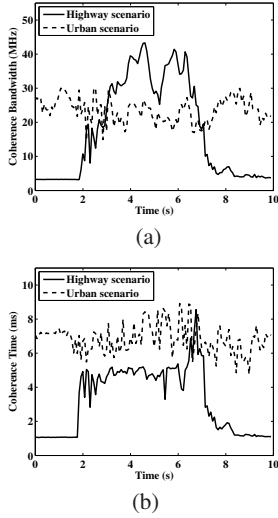 50
40
30
20
10
0
Coherence Bandwidth (MHz)
Highway scenario
Urban scenario
0 2 4 6 8 10
Time (s)
(a)
10
8
6
4
2
0
Coherence Time (ms)
Highway scenario
Urban scenario
0 2 4 6 8 10
Time (s)
(b)